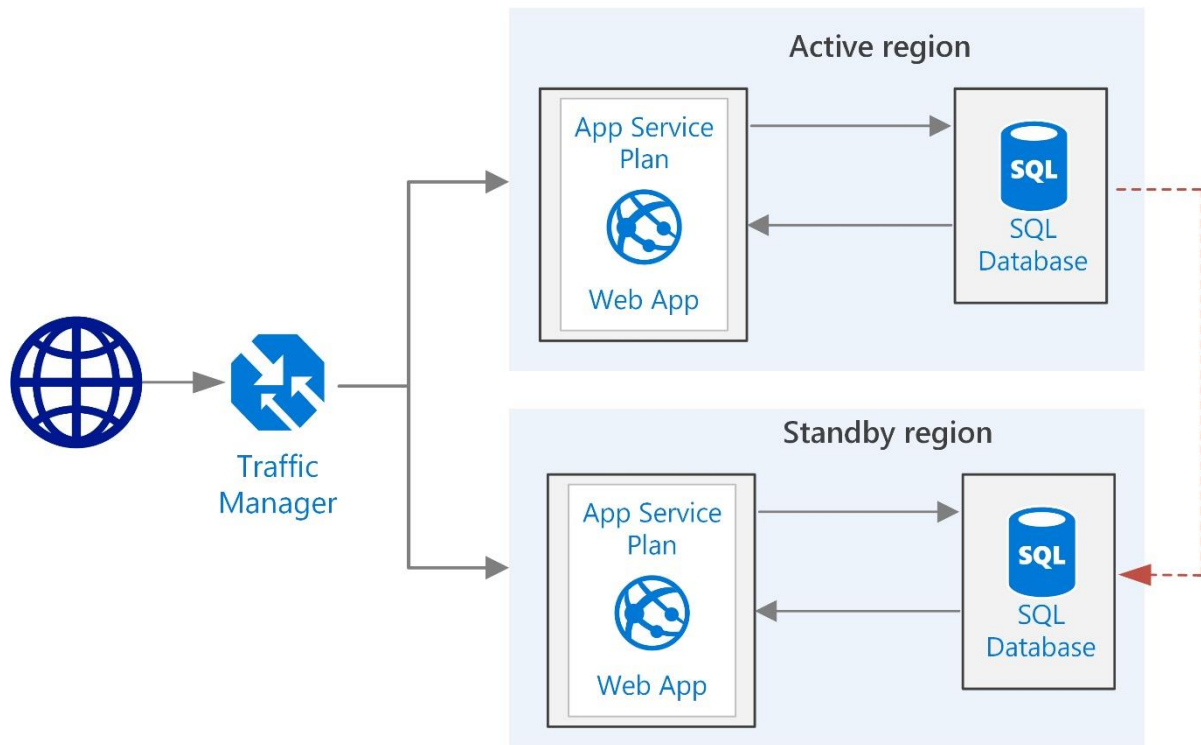 Active region
App Service
Plan
Web App
SQL
SQL
Database
Traffic
Manager
Standby region
App Service
Plan
Web App
SQL
SQL
Database